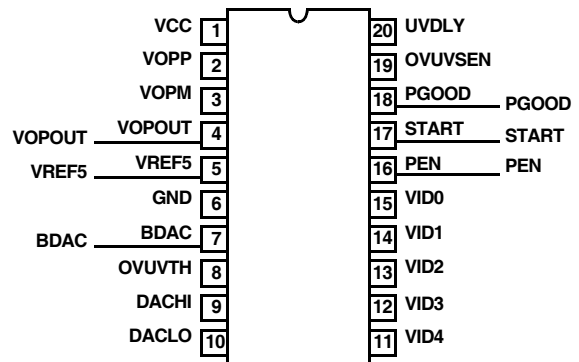 VCC 1 20 UVDLY
VOPP 2 19 OVUVSEN
VOPM 3 18 PGOOD PGOOD
VOPOUT VOPOUT 4 17 START START
VREF5 VREF5 5 16 PEN PEN
GND 6 15 VID0
BDAC BDAC 7 14 VID1
OVUVTH 8 13 VID2
DACHI 9 12 VID3
DACLO 10 11 VID4